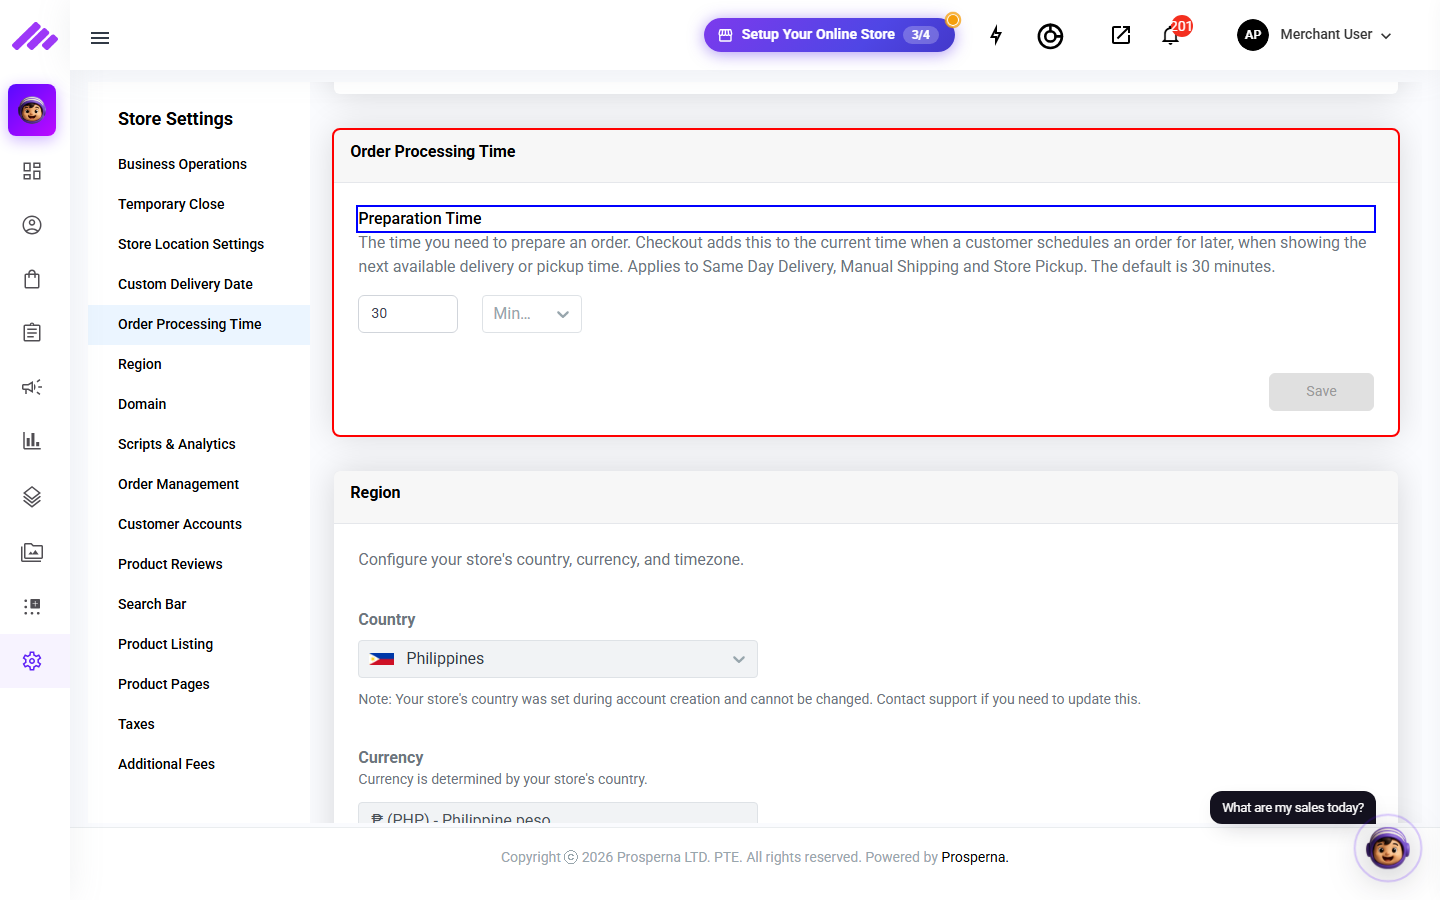 Setup Your Online Store 3/4
201
AP Merchant User
Store Settings
Business Operations
Temporary Close
Store Location Settings
Custom Delivery Date
Order Processing Time
Region
Domain
Scripts & Analytics
Order Management
Customer Accounts
Product Reviews
Search Bar
Product Listing
Product Pages
Taxes
Additional Fees
Order Processing Time
Preparation Time
The time you need to prepare an order. Checkout adds this to the current time when a customer schedules an order for later, when showing the
next available delivery or pickup time. Applies to Same Day Delivery, Manual Shipping and Store Pickup. The default is 30 minutes.
30 Min...
Save
Region
Configure your store's country, currency, and timezone.
Country
Philippines
Note: Your store's country was set during account creation and cannot be changed. Contact support if you need to update this.
Currency
Currency is determined by your store's country.
₱ (PHP) - Philippine peso
What are my sales today?
Copyright © 2026 Prosperna LTD. PTE. All rights reserved. Powered by Prosperna.